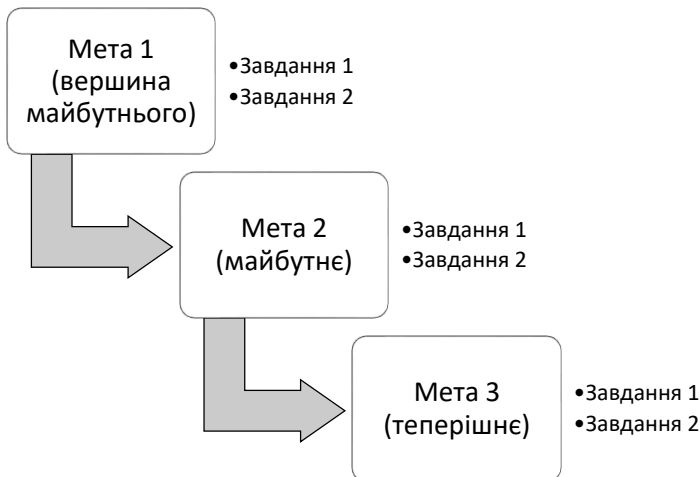 Мета 1
(вершина
майбутнього)
•Завдання 1
•Завдання 2
Мета 2
(майбутнє)
•Завдання 1
•Завдання 2
Мета 3
(теперішнє)
•Завдання 1
•Завдання 2